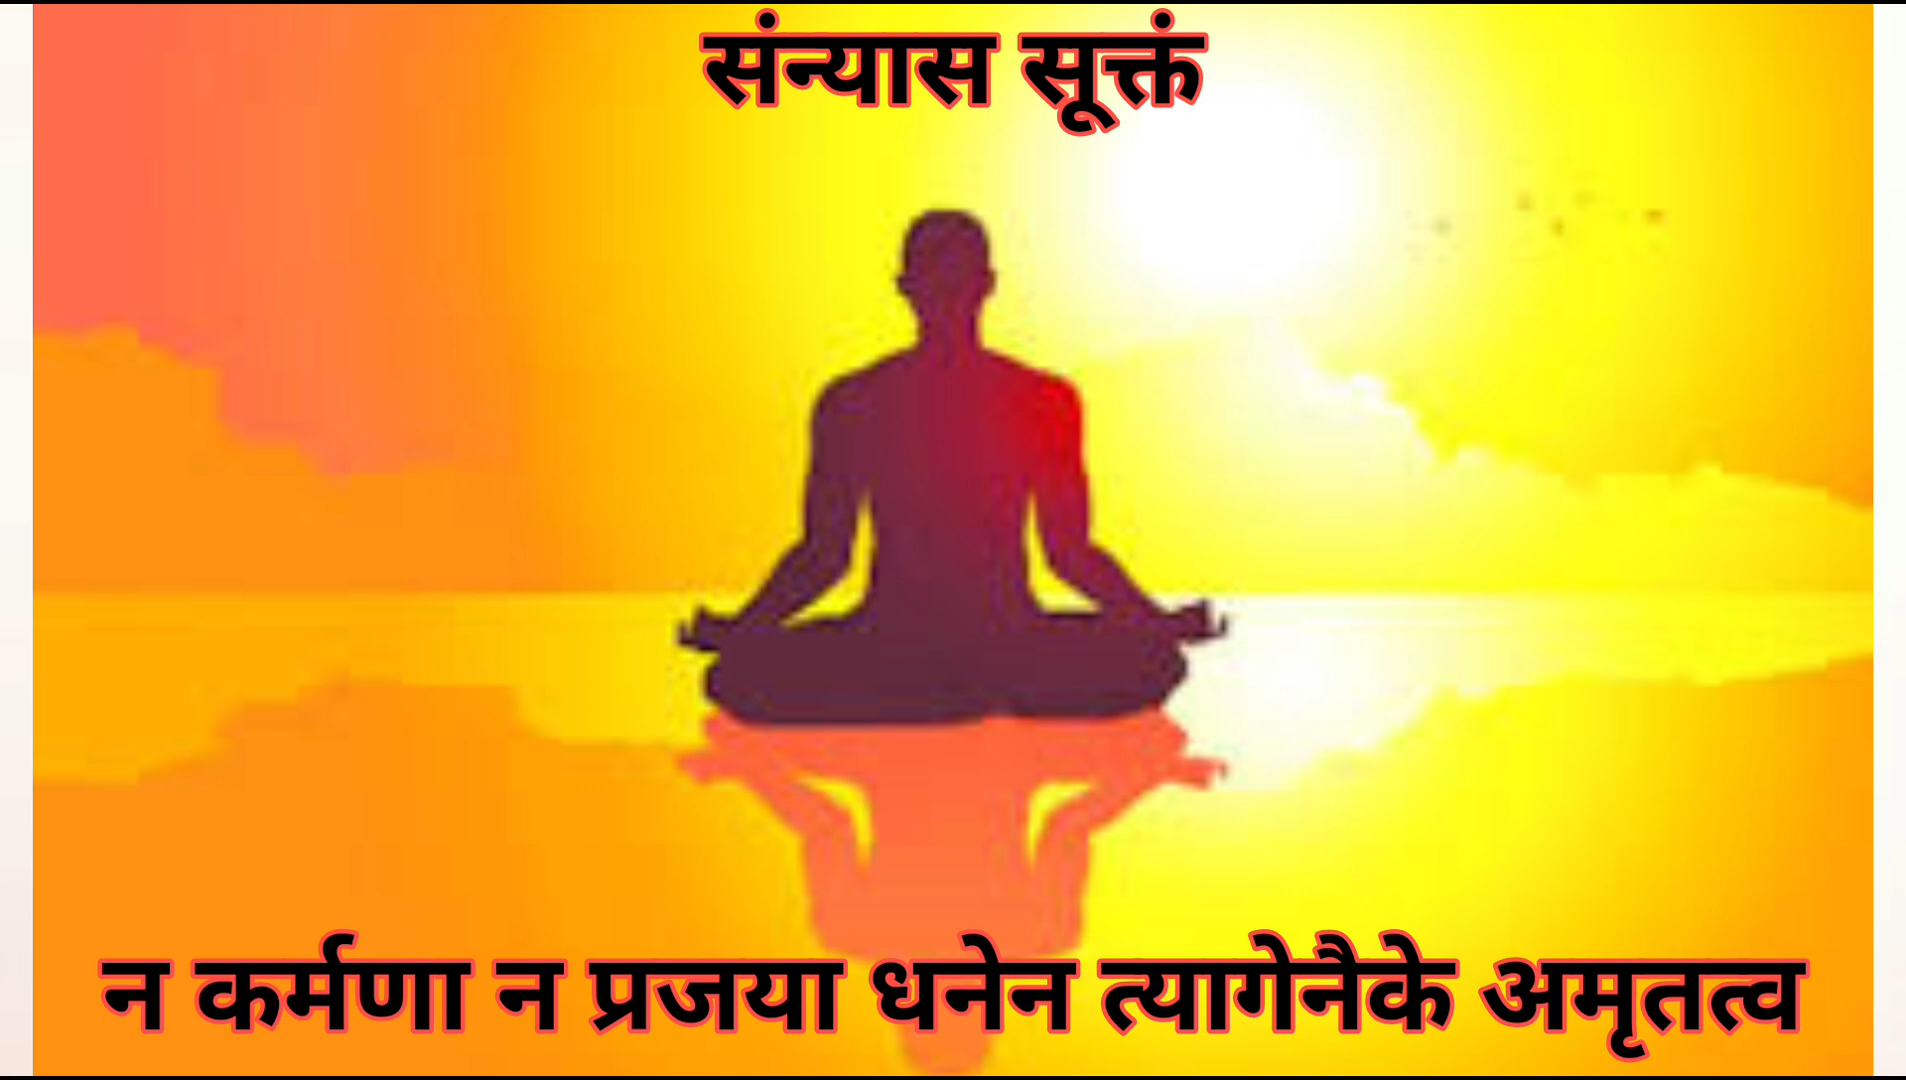 संन्यास सूक्तं
न कर्मणा न प्रजया धनेन त्यागेनैके अमृतत्व